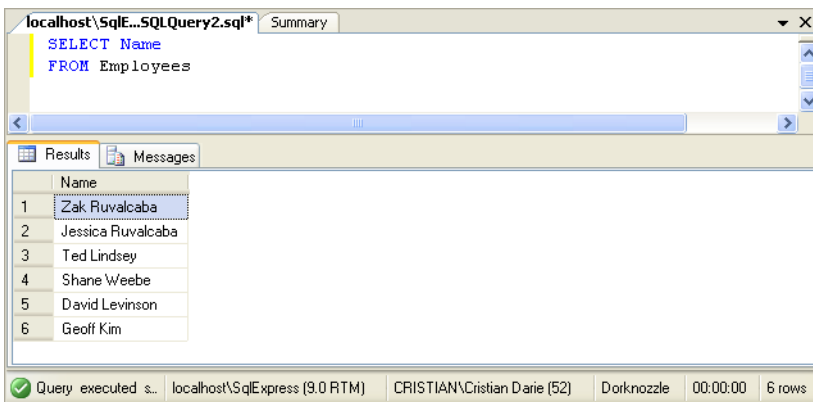 localhost\SqlE...SQLQuery2.sql* Summary
SELECT Name
FROM Employees
Results Messages
Name
1 Zak Ruvalcaba
2 Jessica Ruvalcaba
3 Ted Lindsey
4 Shane Weebe
5 David Levinson
6 Geoff Kim
Query executed s... localhost\SqlExpress (9.0 RTM) CRISTIAN\Cristian Darie (52) Dorknozzle 00:00:00 6 rows